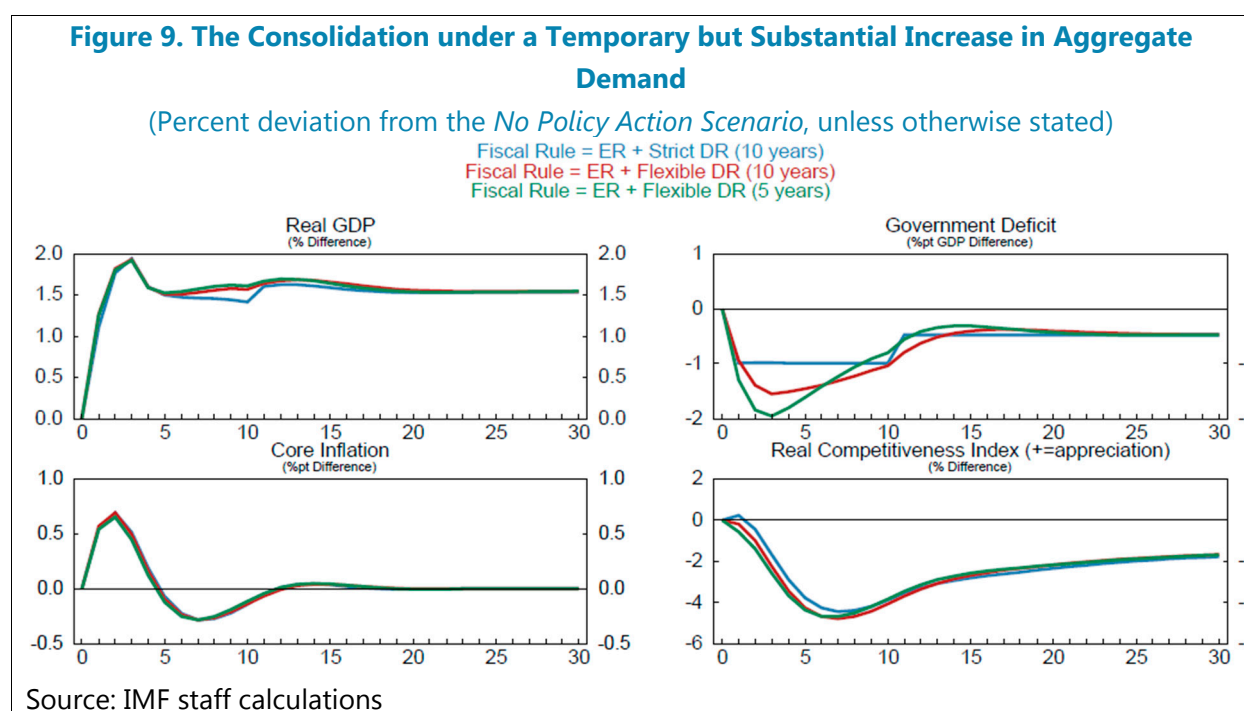 Figure 9. The Consolidation under a Temporary but Substantial Increase in Aggregate
Demand
(Percent deviation from the No Policy Action Scenario, unless otherwise stated)
Fiscal Rule = ER + Strict DR (10 years)
Fiscal Rule = ER + Flexible DR (10 years)
Fiscal Rule = ER + Flexible DR (5 years)
Real GDP
(% Difference)
2.0 2.0
1.5 1.5
1.0 1.0
0.5 0.5
0.0 0.0
0 5 10 15 20 25 30
Government Deficit
(%pt GDP Difference)
1
0
-1 -
-2 -
0 5 10 15 20 25 30
Core Inflation
(%pt Difference)
1.0 1.0
0.5 0.5
0.0 0.0
-0.5 -0.5
0 5 10 15 20 25 30
Real Competitiveness Index (+=appreciation)
(% Difference)
2
0
-2 -
-4 -
-6 -
0 5 10 15 20 25 30
Source: IMF staff calculations